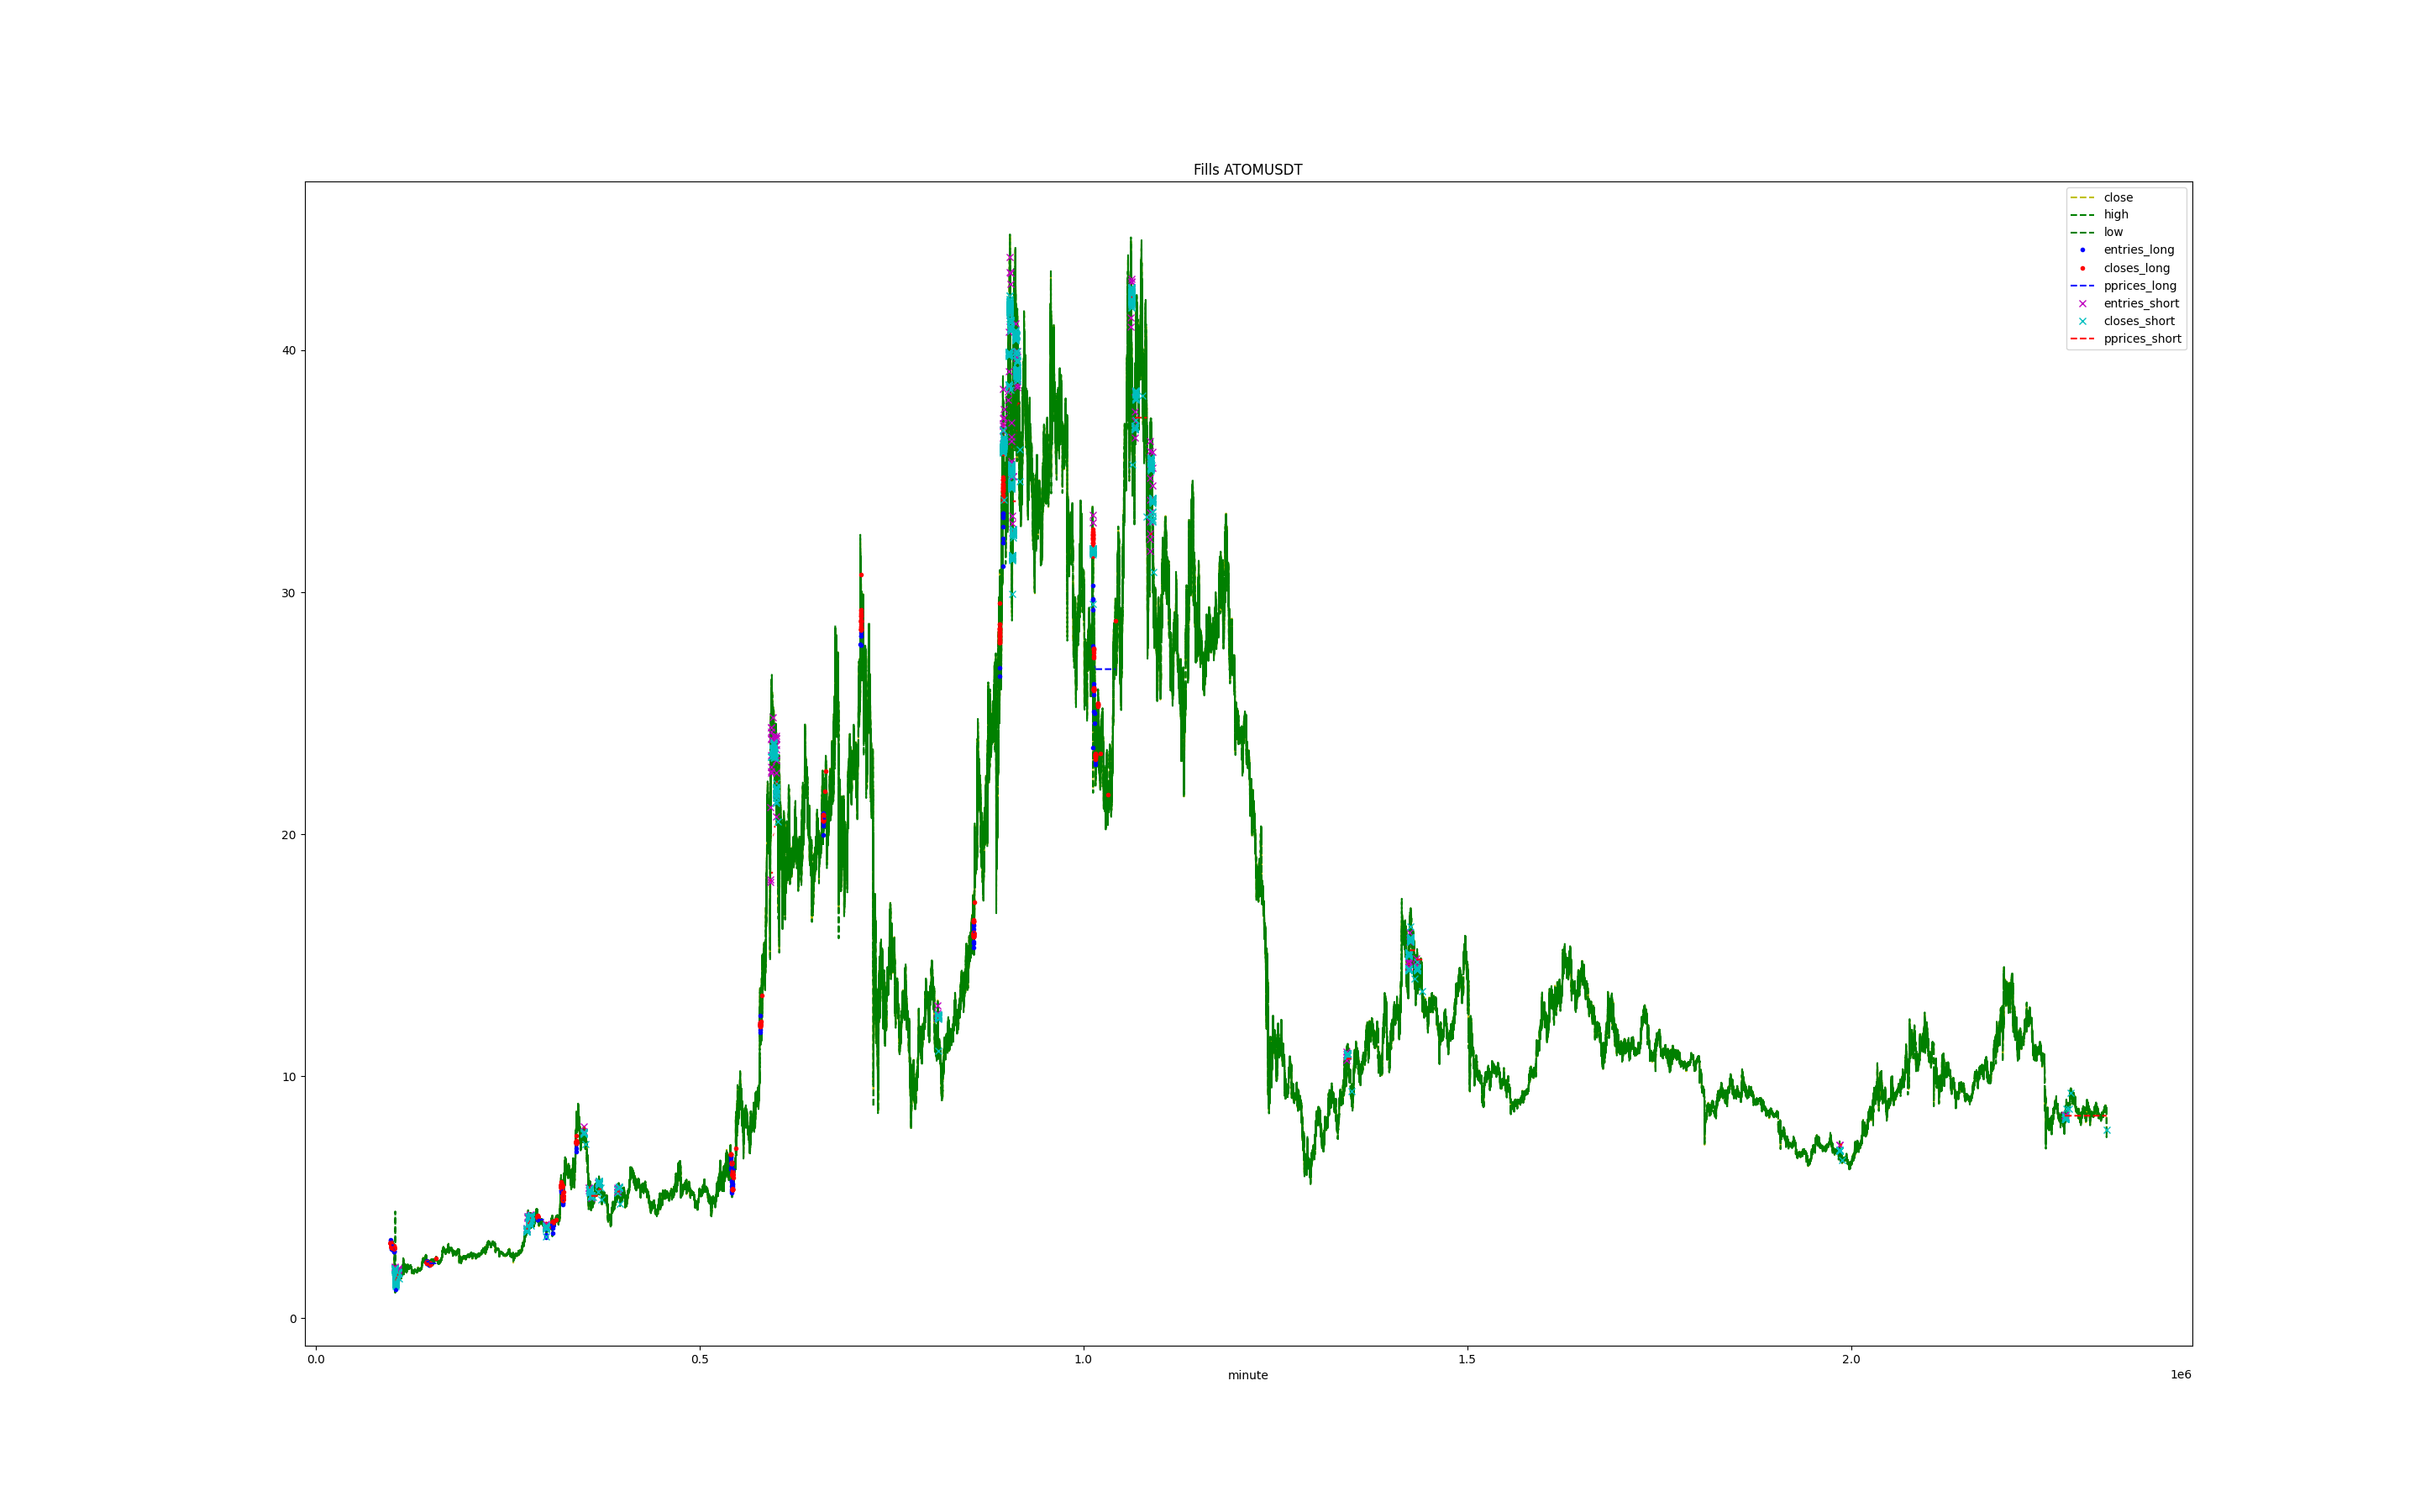 Fills ATOMUSDT
close
high
low
entries_long
closes_long
pprices_long
entries_short
closes_short
pprices_short
40
30
20
10
0
0.0 0.5 1.0 1.5 2.0
minute
1e6